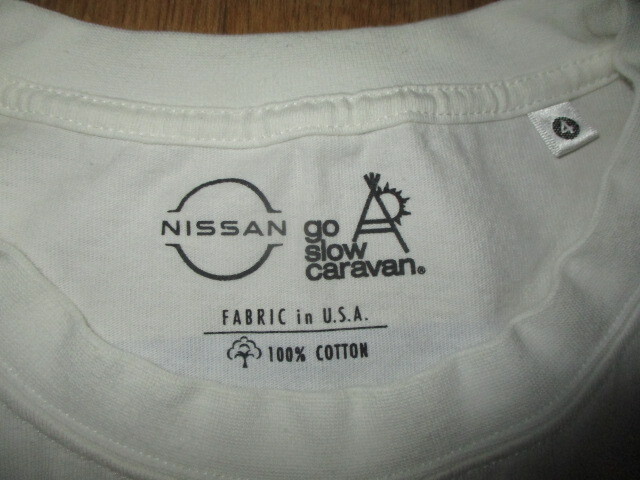 4
NISSAN
go
slow
caravan.®
FABRIC in U.S.A.
100% COTTON